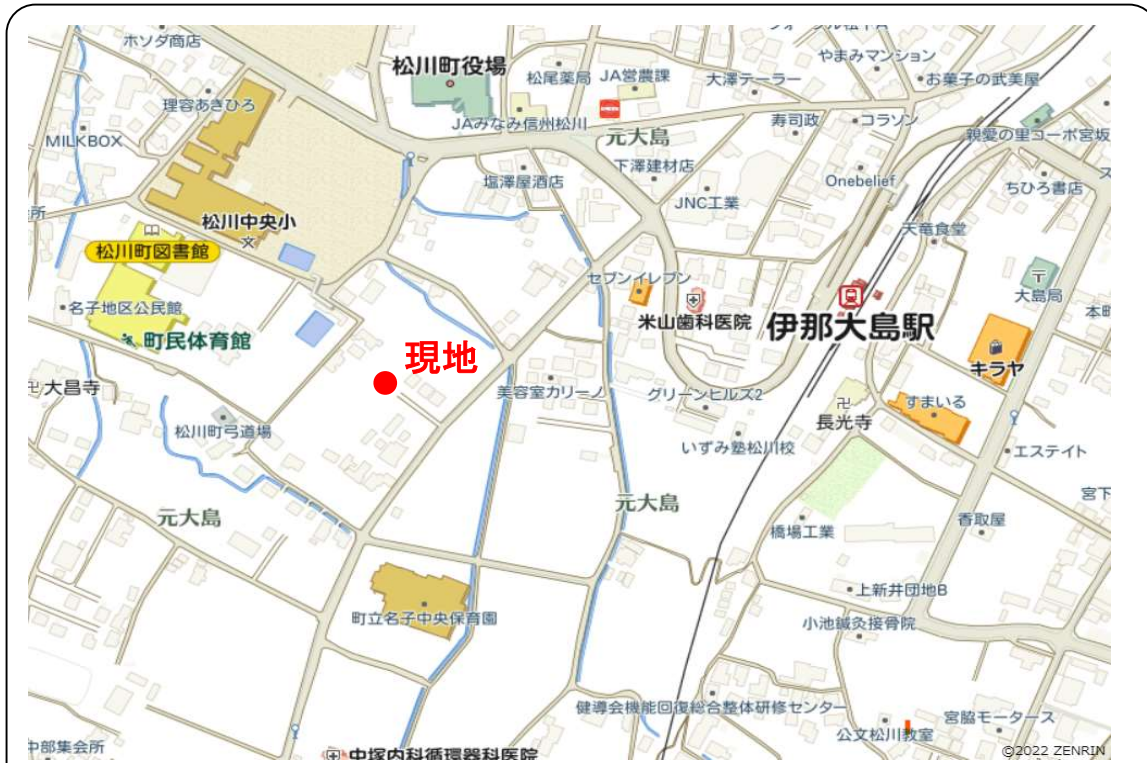 ホソダ商店
松川町役場
松尾薬局
JA営農課
大澤テーラー
やまみマンション
お菓子の武美屋
理容あきひろ
JAみなみ信州松川
元大島
寿司政
コラソン
親愛の里コーポ宮坂
MILKBOX
下澤建材店
塩澤屋酒店
Onebelief
ちひろ書店
JNC工業
松川中央小
天竜食堂
松川町図書館
セブンイレブン
大島局
名子地区公民館
米山歯科医院
伊那大島駅
本町
町民体育館
現地
キラヤ
大昌寺
美容室カリーノ
グリーンヒルズ2
すまいる
長光寺
松川町弓道場
いずみ塾松川校
エステイト
元大島
元大島
宮下
香取屋
橋場工業
上新井団地B
町立名子中央保育園
小池鍼灸接骨院
健導会機能回復総合整体研修センター
宮脇モータース
公文松川教室
中部集会所
中塚内科循環器科医院
©2022 ZENRIN